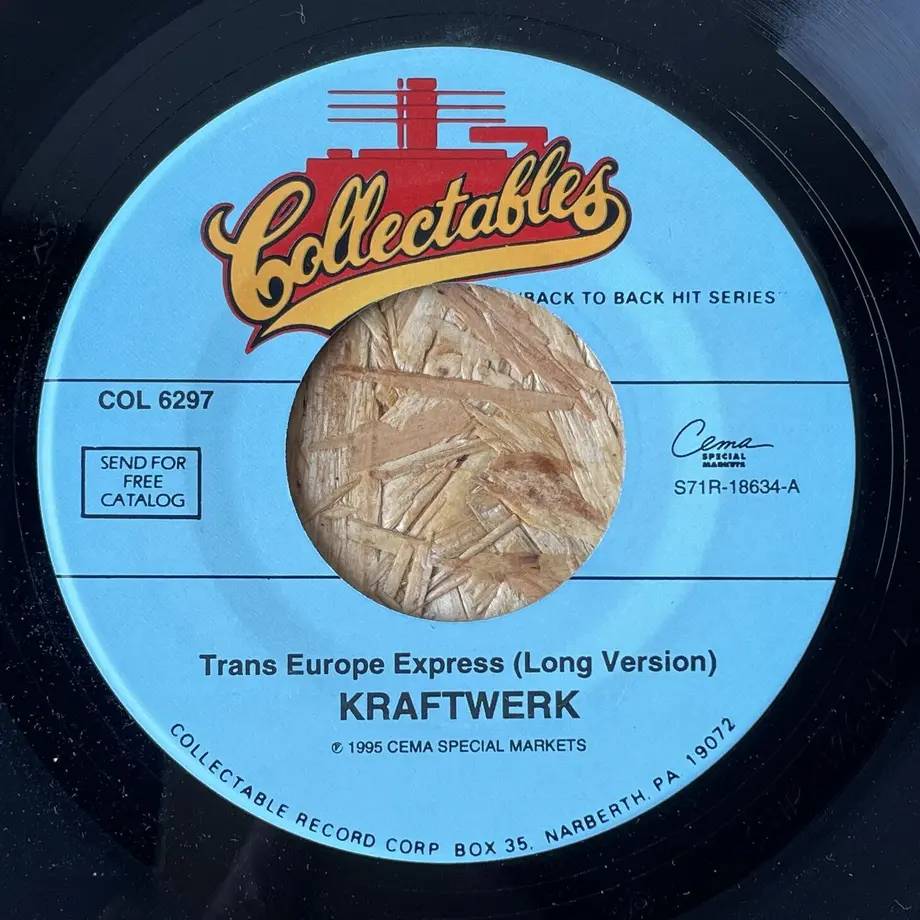 Collectables
"BACK TO BACK HIT SERIES"
COL 6297
SEND FOR
FREE
CATALOG
Cema
SPECIAL
MARKETS
S71R-18634-A
Trans Europe Express (Long Version)
KRAFTWERK
℗ 1995 CEMA SPECIAL MARKETS
COLLECTABLE RECORD CORP BOX 35, NARBERTH, PA 19072